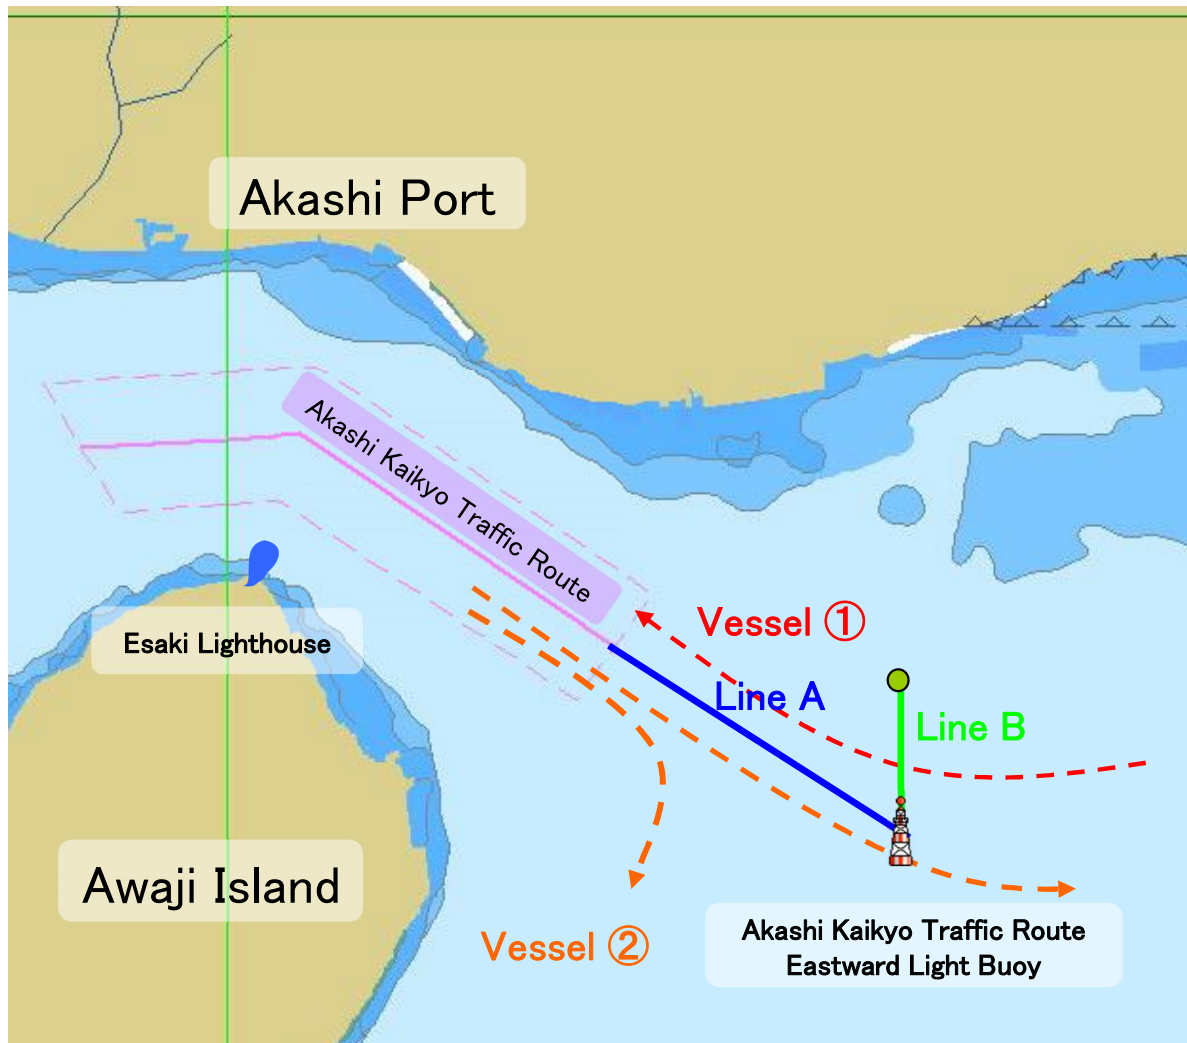 Akashi Port
Akashi Kaikyo Traffic Route
Esaki Lighthouse
Vessel ①
Line A
Line B
Awaji Island
Vessel ②
Akashi Kaikyo Traffic Route
Eastward Light Buoy